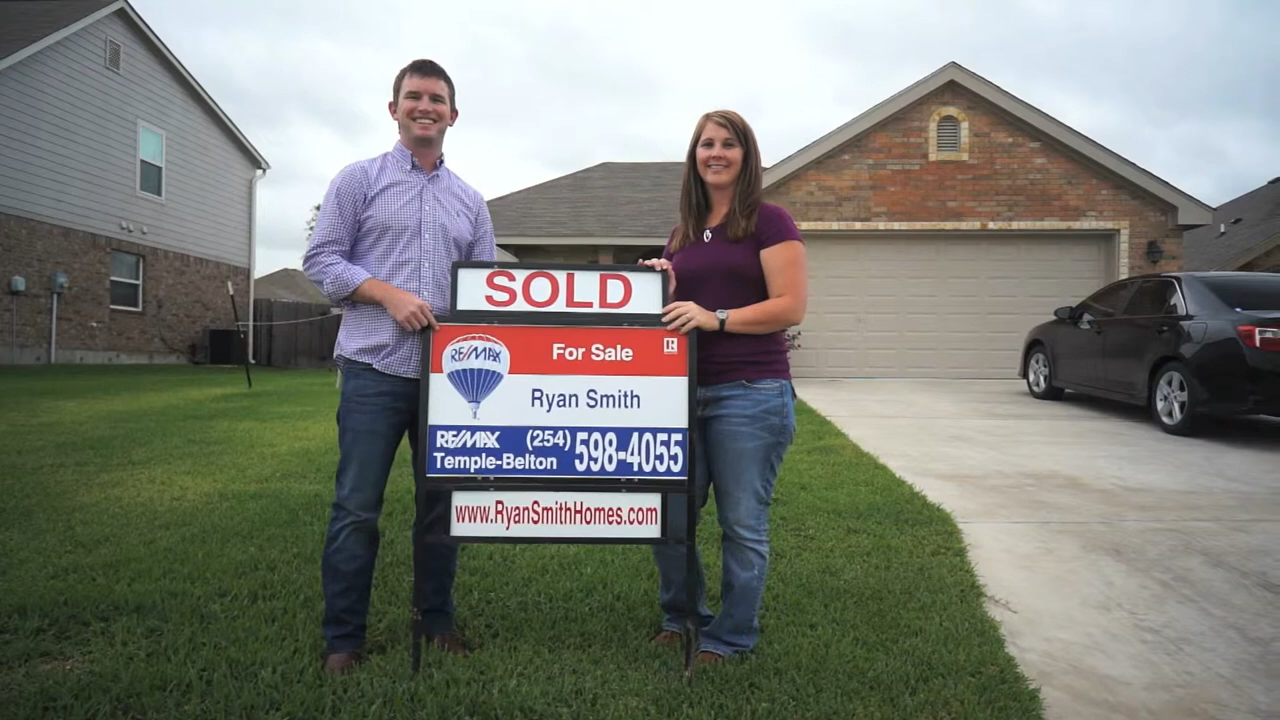 SOLD
RE/MAX
For Sale
R
Ryan Smith
RE/MAX (254) 598-4055
Temple-Belton
www.RyanSmithHomes.com